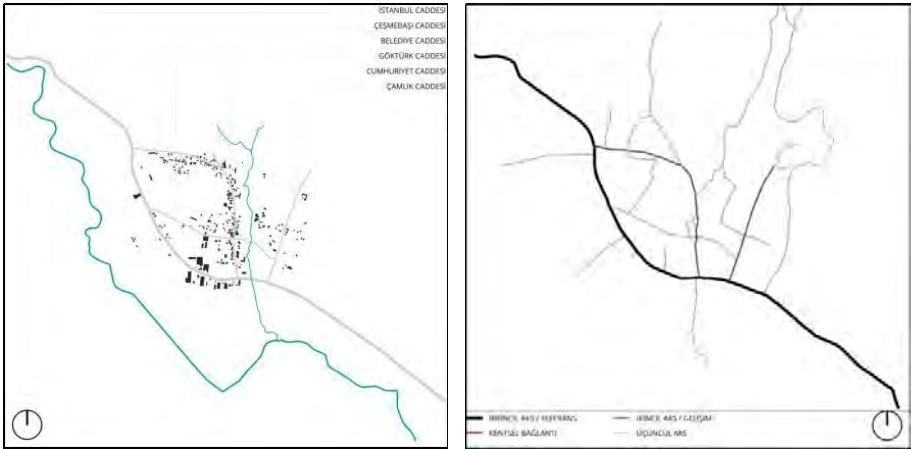 İSTANBUL CADDESİ
ÇEŞMEBAŞI CADDESİ
BELEDİYE CADDESİ
GÖKTÜRK CADDESİ
CUMHURİYET CADDESİ
ÇAMLIK CADDESİ
BİRİNCİL AKS / REFERANS
İKİNCİL AKS / GELİŞİM
KENTSEL BAĞLANTI
ÜÇÜNCÜL AKS